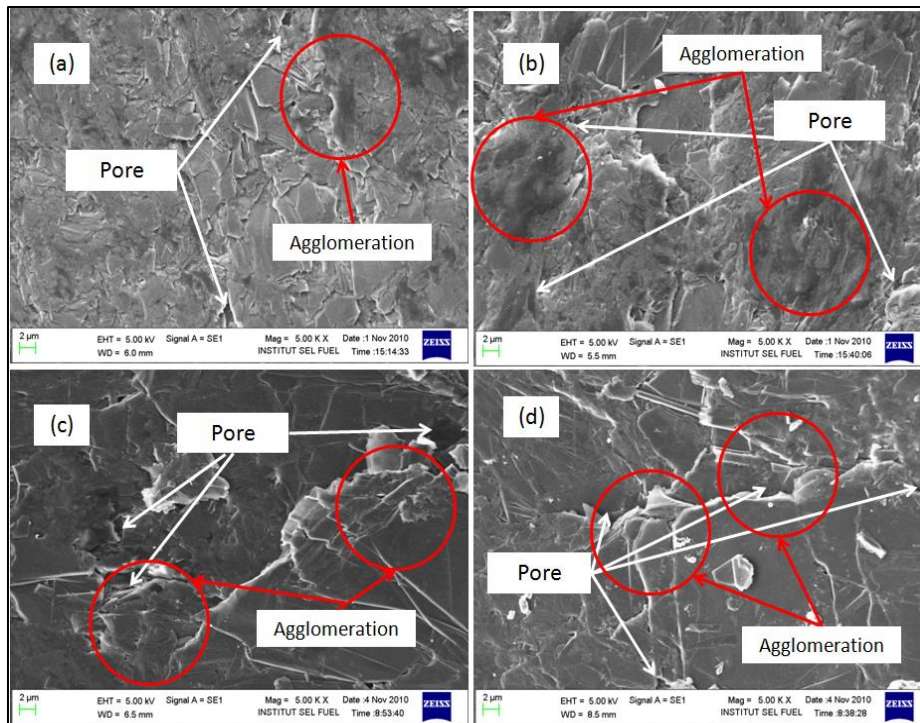 (a)
Pore
Agglomeration
2 µm
EHT = 5.00 kV Signal A = SE1 Mag = 5.00 K X Date :1 Nov 2010 ZEISS
WD = 6.0 mm INSTITUT SEL FUEL Time :15:14:33
(b)
Agglomeration
Pore
2 µm
EHT = 5.00 kV Signal A = SE1 Mag = 5.00 K X Date :1 Nov 2010 ZEISS
WD = 5.5 mm INSTITUT SEL FUEL Time :15:40:06
(c)
Pore
Agglomeration
2 µm
EHT = 5.00 kV Signal A = SE1 Mag = 5.00 K X Date :4 Nov 2010 ZEISS
WD = 6.5 mm INSTITUT SEL FUEL Time :8:53:40
(d)
Pore
Agglomeration
2 µm
EHT = 5.00 kV Signal A = SE1 Mag = 5.00 K X Date :4 Nov 2010 ZEISS
WD = 8.5 mm INSTITUT SEL FUEL Time :8:38:28